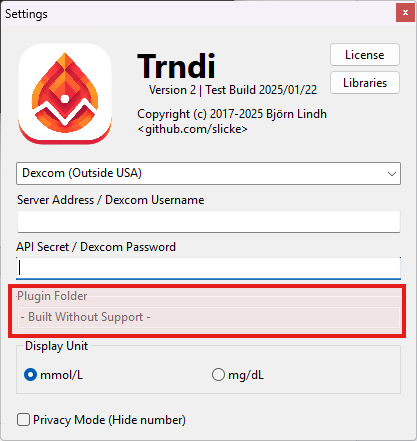 Settings
x
License
Trndi
Libraries
Version 2 | Test Build 2025/01/22
Copyright (c) 2017-2025 Björn Lindh
<github.com/slicke>
Dexcom (Outside USA)
Server Address / Dexcom Username
API Secret / Dexcom Password
Plugin Folder
- Built Without Support -
Display Unit
mmol/L
mg/dL
Privacy Mode (Hide number)